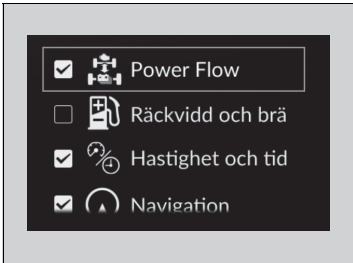 Power Flow
Räckvidd och brä
Hastighet och tid
Navigation